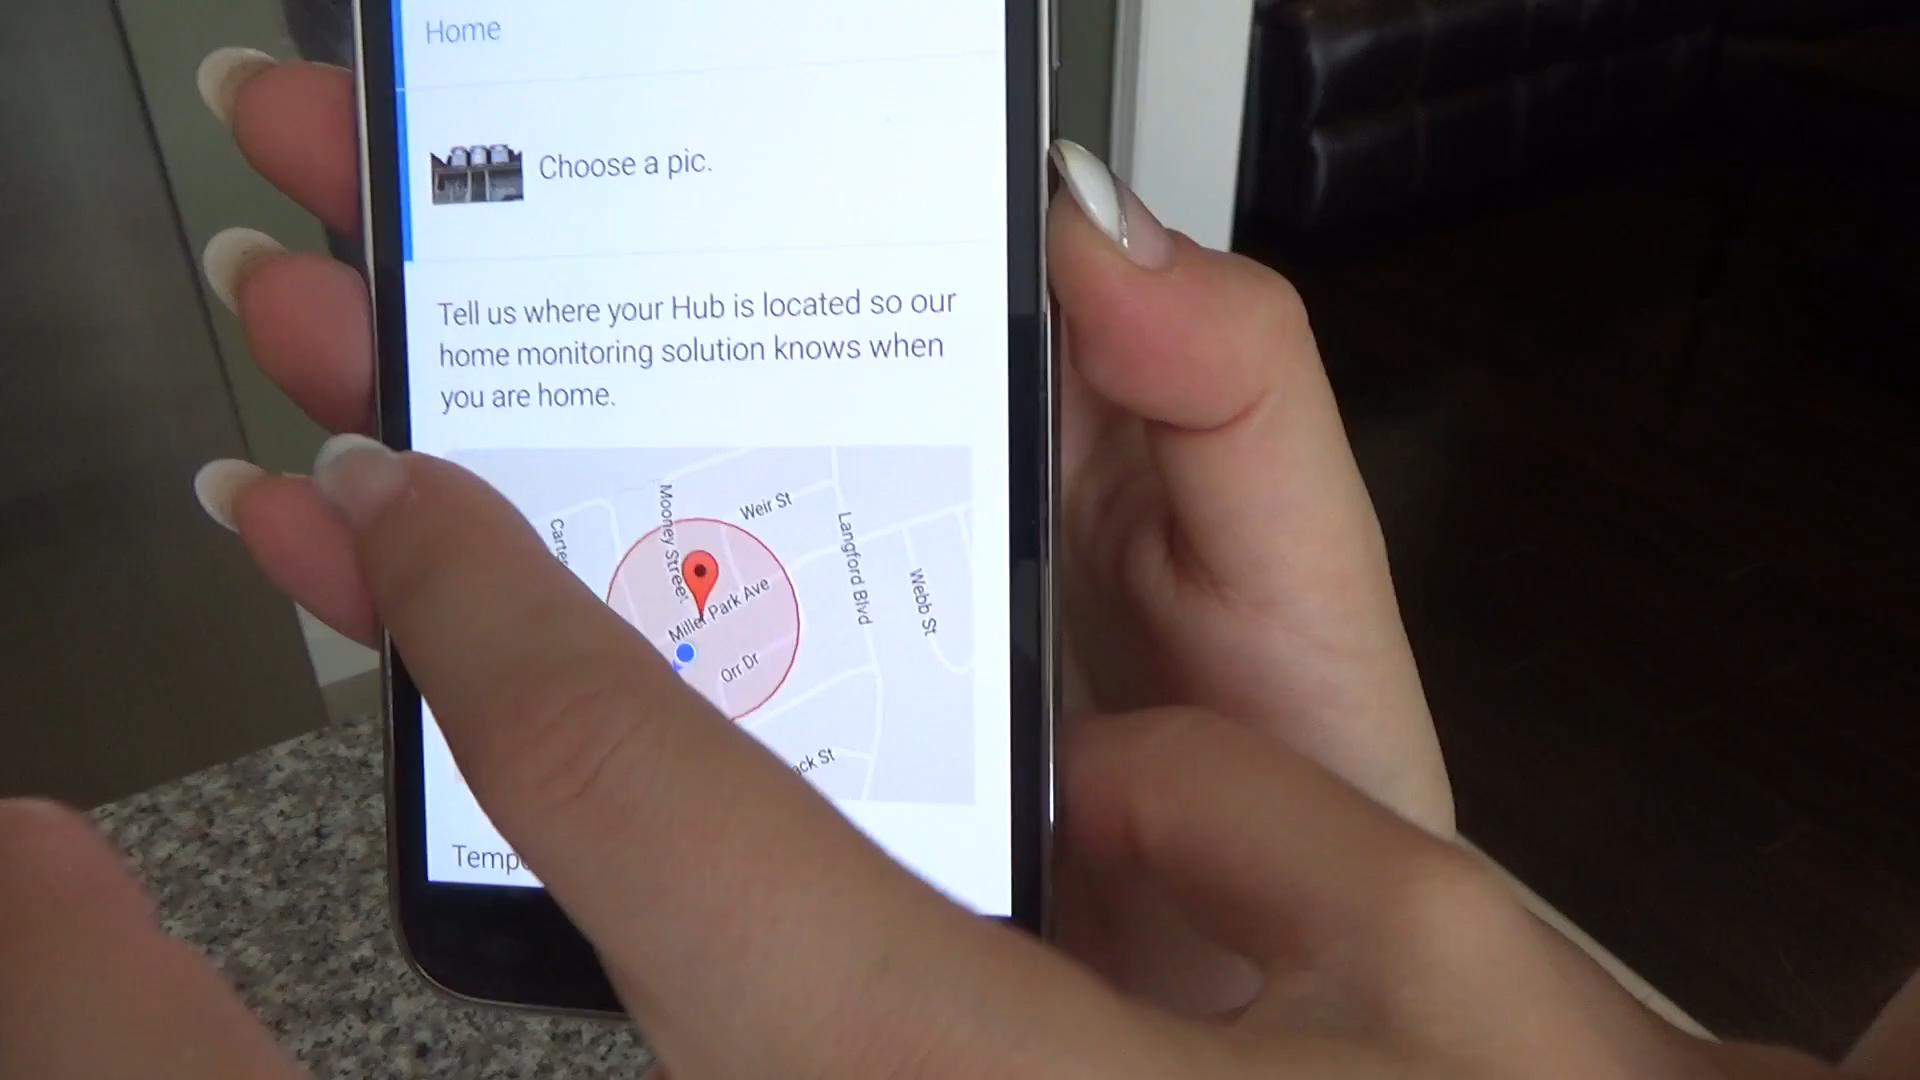 Home
Choose a pic.
Tell us where your Hub is located so our
home monitoring solution knows when
you are home.
Mooney Street
Weir St
Langford Blvd
Webb St
Miller Park Ave
Orr Dr